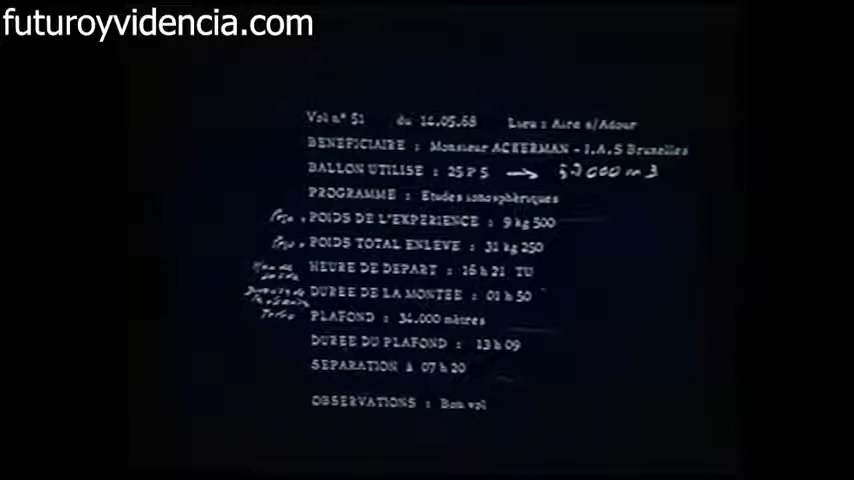 futuroyvidencia.com
Vol n° 51 du 14.05.68 Lieu : Aire s/Adour
BENEFICIAIRE : Monsieur ACKERMAN - I.A.S Bruxelles
BALLON UTILISE : 25 P 5 → 000 m3
PROGRAMME : Etudes ionosphériques
POIDS DE L'EXPERIENCE : 9 kg 500
POIDS TOTAL ENLEVE : 31 kg 250
HEURE DE DEPART : 16 h 21 TU
DUREE DE LA MONTEE : 01 h 50
PLAFOND : 34.000 mètres
DUREE DU PLAFOND : 13 h 09
SEPARATION à 07 h 20
OBSERVATIONS : Bon vol